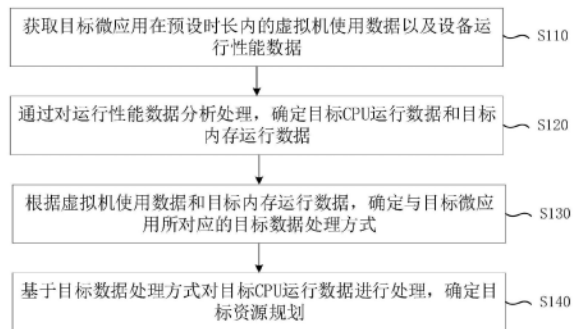 获取目标微应用在预设时长内的虚拟机使用数据以及设备运
行性能数据
S110
通过对运行性能数据分析处理，确定目标CPU运行数据和目标
内存运行数据
S120
根据虚拟机使用数据和目标内存运行数据，确定与目标微应
用所对应的目标数据处理方式
S130
基于目标数据处理方式对目标CPU运行数据进行处理，确定目
标资源规划
S140